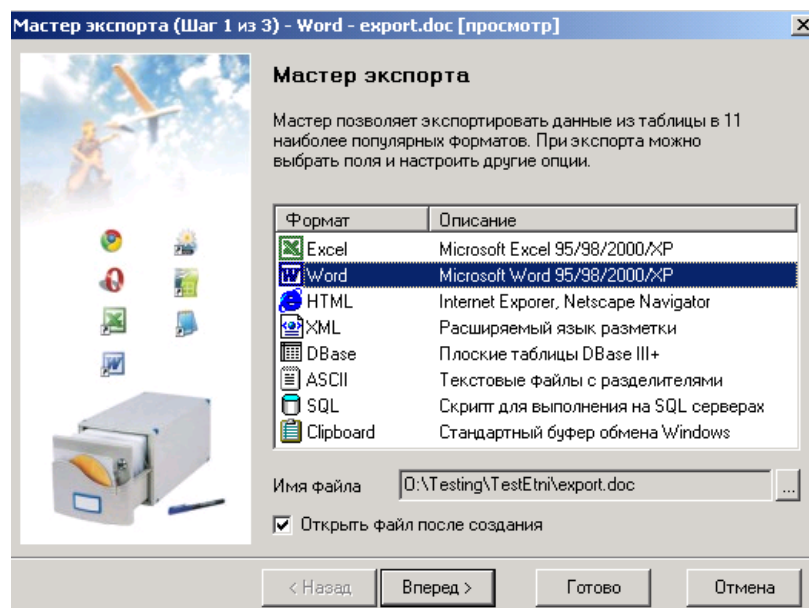 Мастер экспорта (Шаг 1 из 3) - Word - export.doc [просмотр]
Мастер экспорта
Мастер позволяет экспортировать данные из таблицы в 11
наиболее популярных форматов. При экспорта можно
выбрать поля и настроить другие опции.
Формат Описание
Excel Microsoft Excel 95/98/2000/XP
Word Microsoft Word 95/98/2000/XP
HTML Internet Exporer, Netscape Navigator
XML Расширяемый язык разметки
DBase Плоские таблицы DBase III+
ASCII Текстовые файлы с разделителями
SQL Скрипт для выполнения на SQL серверах
Clipboard Стандартный буфер обмена Windows
Имя файла O:\Testing\TestEtni\export.doc ...
Открыть файл после создания
< Назад Вперед > Готово Отмена